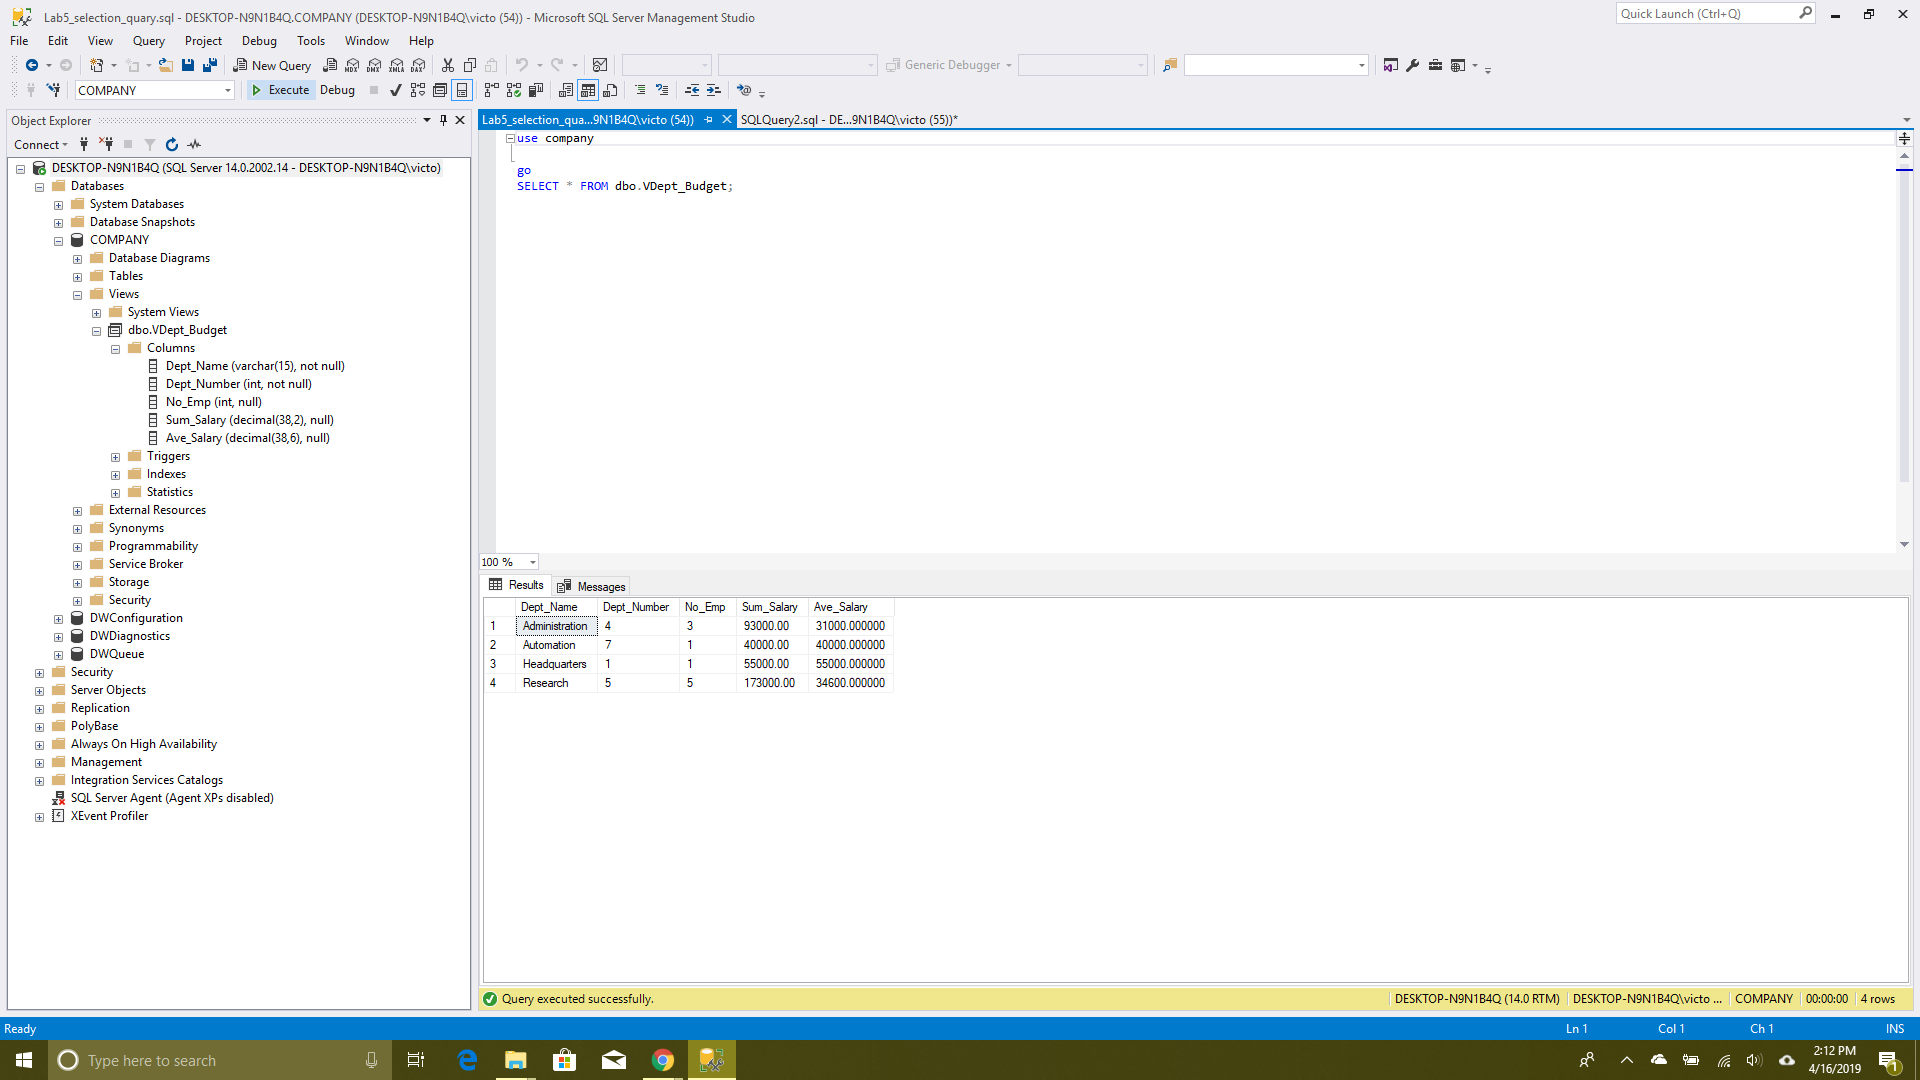 Lab5_selection_quary.sql - DESKTOP-N9N1B4Q.COMPANY (DESKTOP-N9N1B4Q\victo (54)) - Microsoft SQL Server Management Studio
Quick Launch (Ctrl+Q)
File Edit View Query Project Debug Tools Window Help
New Query MDX DMX XMLA DAX Generic Debugger
COMPANY Execute Debug
Object Explorer
Lab5_selection_qua...9N1B4Q\victo (54)) SQLQuery2.sql - DE...9N1B4Q\victo (55))*
Connect
DESKTOP-N9N1B4Q (SQL Server 14.0.2002.14 - DESKTOP-N9N1B4Q\victo)
Databases
System Databases
Database Snapshots
COMPANY
Database Diagrams
Tables
Views
System Views
dbo.VDept_Budget
Columns
Dept_Name (varchar(15), not null)
Dept_Number (int, not null)
No_Emp (int, null)
Sum_Salary (decimal(38,2), null)
Ave_Salary (decimal(38,6), null)
Triggers
Indexes
Statistics
External Resources
Synonyms
Programmability
Service Broker
Storage
Security
DWConfiguration
DWDiagnostics
DWQueue
Security
Server Objects
Replication
PolyBase
Always On High Availability
Management
Integration Services Catalogs
SQL Server Agent (Agent XPs disabled)
XEvent Profiler
use company
go
SELECT * FROM dbo.VDept_Budget;
100 %
Results Messages
Dept_Name Dept_Number No_Emp Sum_Salary Ave_Salary
1 Administration 4 3 93000.00 31000.000000
2 Automation 7 1 40000.00 40000.000000
3 Headquarters 1 1 55000.00 55000.000000
4 Research 5 5 173000.00 34600.000000
Query executed successfully. DESKTOP-N9N1B4Q (14.0 RTM) DESKTOP-N9N1B4Q\victo ... COMPANY 00:00:00 4 rows
Ready Ln 1 Col 1 Ch 1 INS
Type here to search
2:12 PM
4/16/2019
1